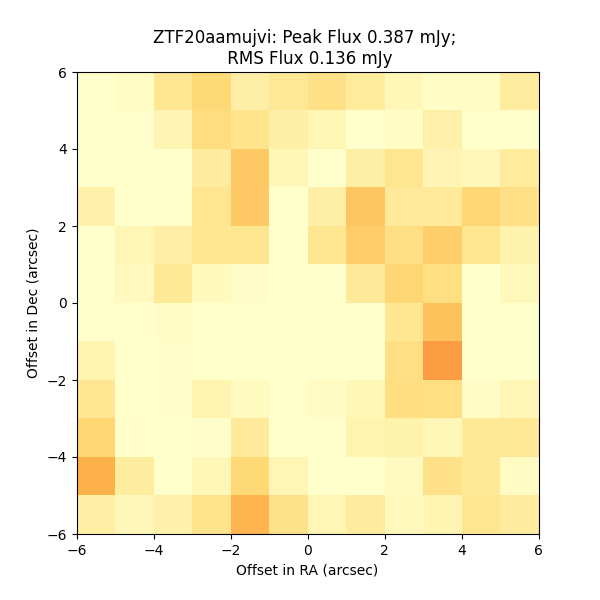 ZTF20aamujvi: Peak Flux 0.387 mJy;
RMS Flux 0.136 mJy
6
4
2
0
−2
−4
−6
Offset in Dec (arcsec)
−6 −4 −2 0 2 4 6
Offset in RA (arcsec)